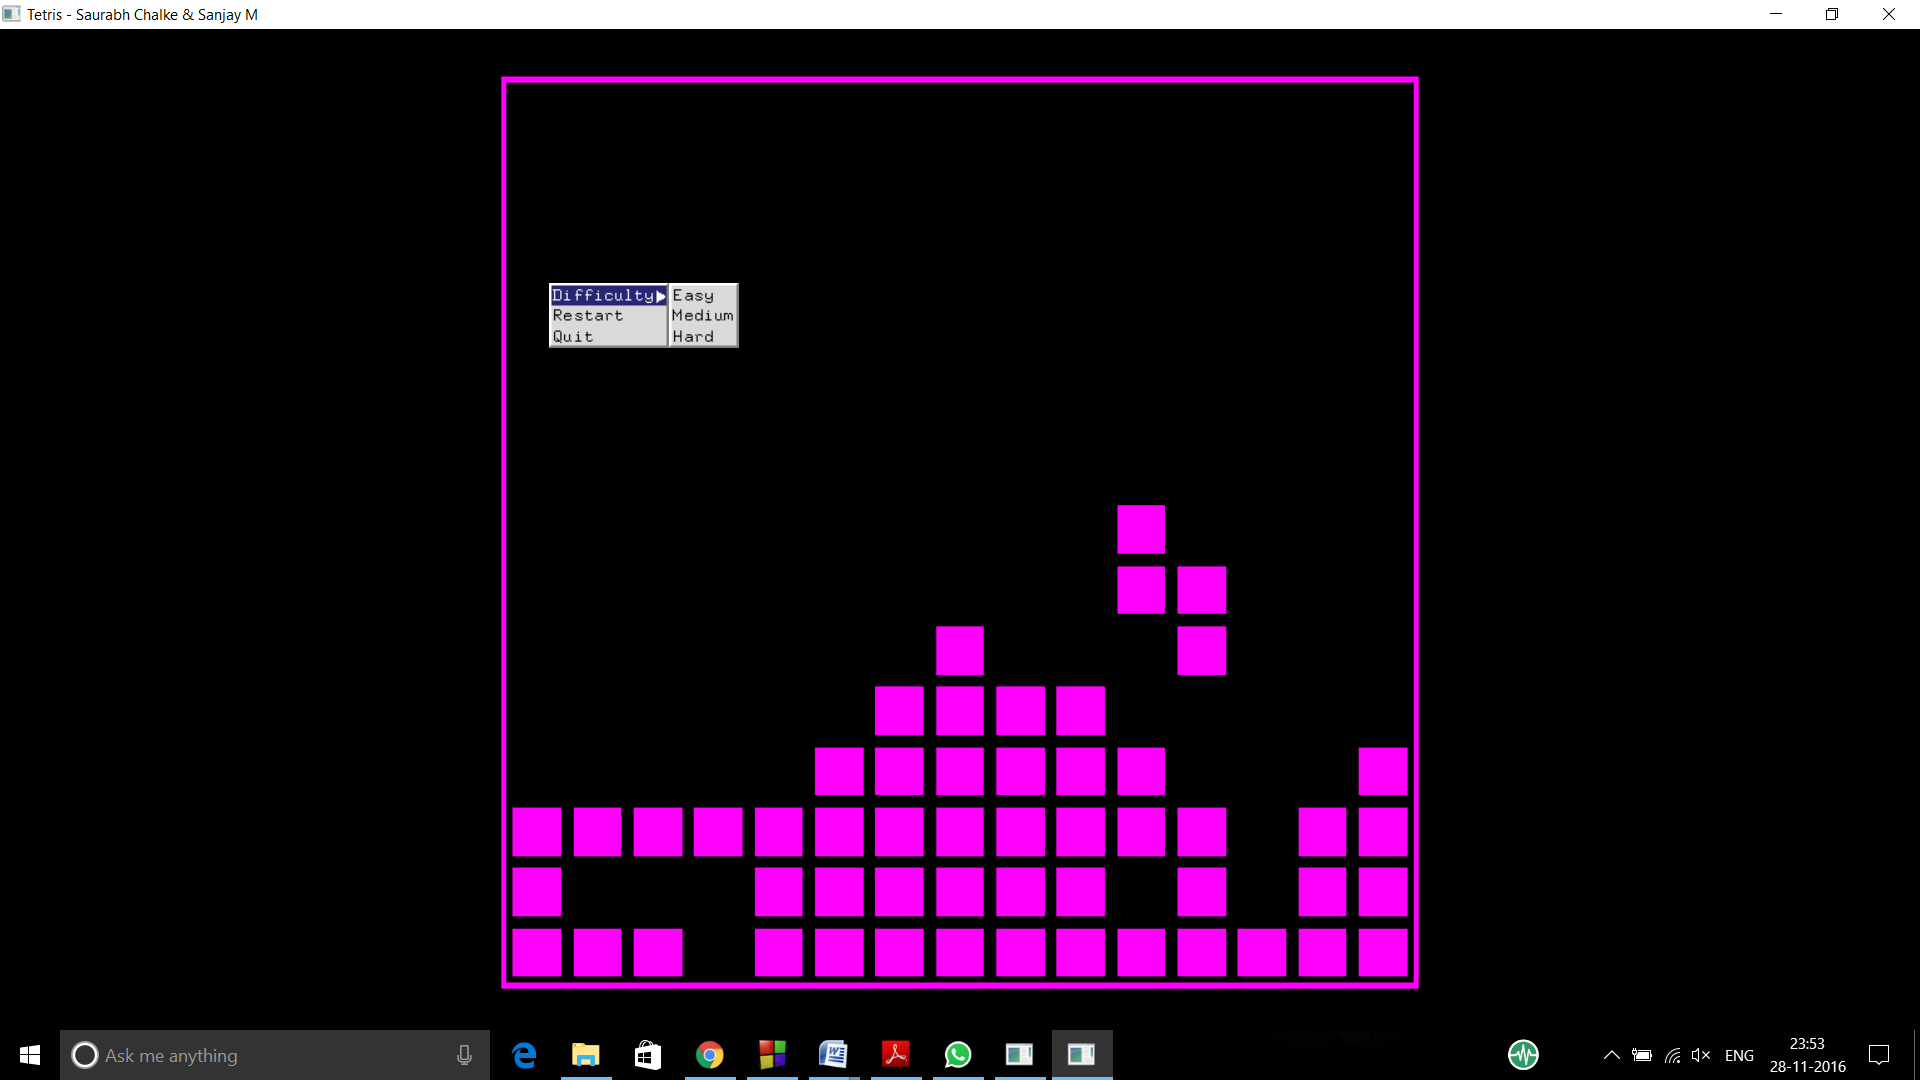 Tetris - Saurabh Chalke & Sanjay M
Difficulty
Restart
Quit
Easy
Medium
Hard
Ask me anything
ENG
23:53
28-11-2016